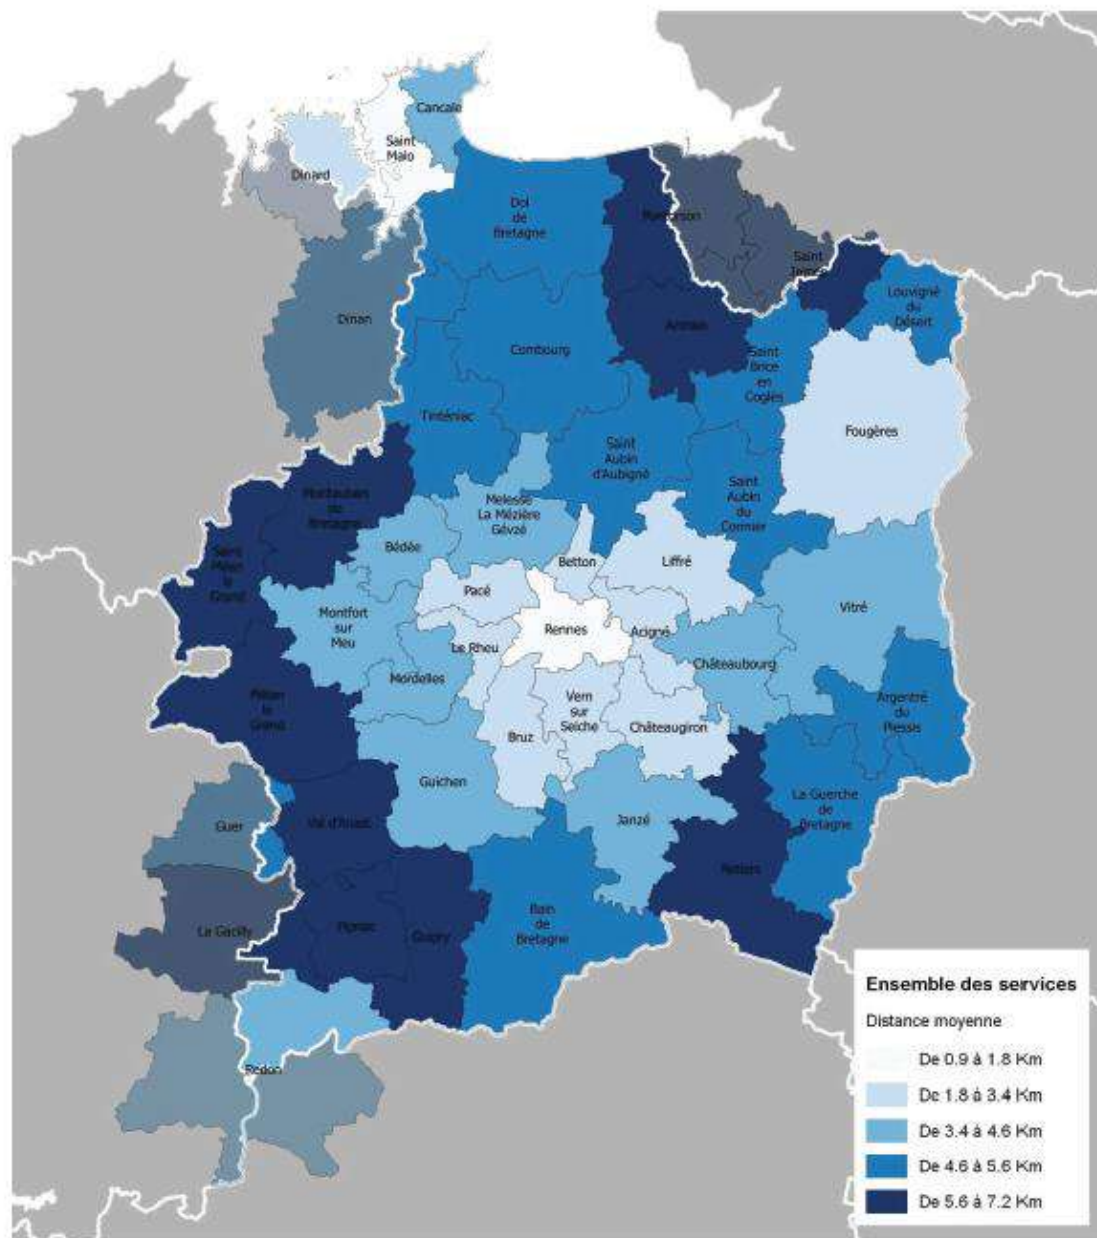 Cancale
Saint
Malo
Dinard
Dol
de
Bretagne
Pontorson
Saint
James
Louvigné
du
Désert
Dinan
Antrain
Combourg
Saint
Brice
en
Coglès
Tinténiac
Fougères
Saint
Aubin
d'Aubigné
Saint
Aubin
du
Cormier
Montauban
de
Bretagne
Melesse
La Mézière
Gévzé
Bédée
Saint
Méen
le
Grand
Betton
Liffré
Pacé
Vitré
Montfort
sur
Meu
Rennes
Acigné
Le Rheu
Châteaubourg
Mordelles
Plélan
le
Grand
Argentré
du
Plessis
Vern
sur
Seiche
Bruz
Châteaugiron
Guichen
La Guerche
de
Bretagne
Janzé
Guer
Val d'Anast
Retiers
Bain
de
Bretagne
La Gacilly
Pipriac
Guipry
Redon
Ensemble des services
Distance moyenne
De 0.9 à 1.8 Km
De 1.8 à 3.4 Km
De 3.4 à 4.6 Km
De 4.6 à 5.6 Km
De 5.6 à 7.2 Km